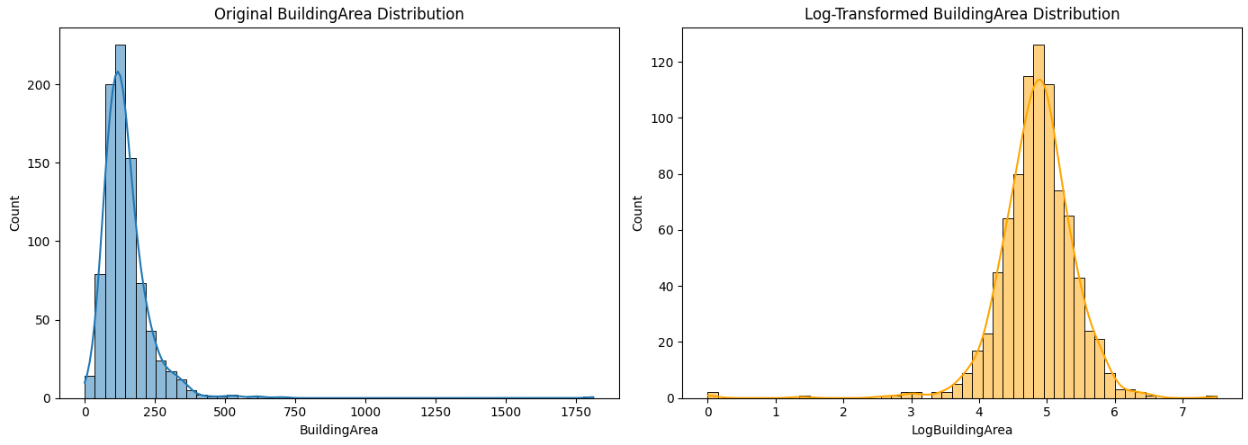 Original BuildingArea Distribution
Count
200
150
100
50
0
0 250 500 750 1000 1250 1500 1750
BuildingArea
Log-Transformed BuildingArea Distribution
Count
120
100
80
60
40
20
0
0 1 2 3 4 5 6 7
LogBuildingArea